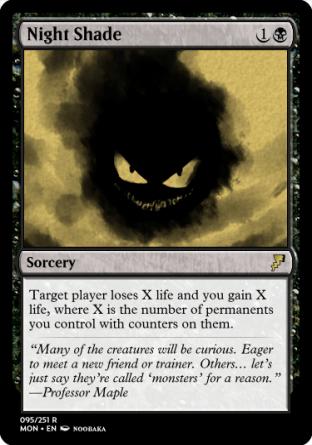 Night Shade 1
Sorcery
Target player loses X life and you gain X
life, where X is the number of permanents
you control with counters on them.
“Many of the creatures will be curious. Eager
to meet a new friend or trainer. Others... let's
just say they're called ‘monsters’ for a reason.”
—Professor Maple
095/251 R
MON • EN NOOBAKA